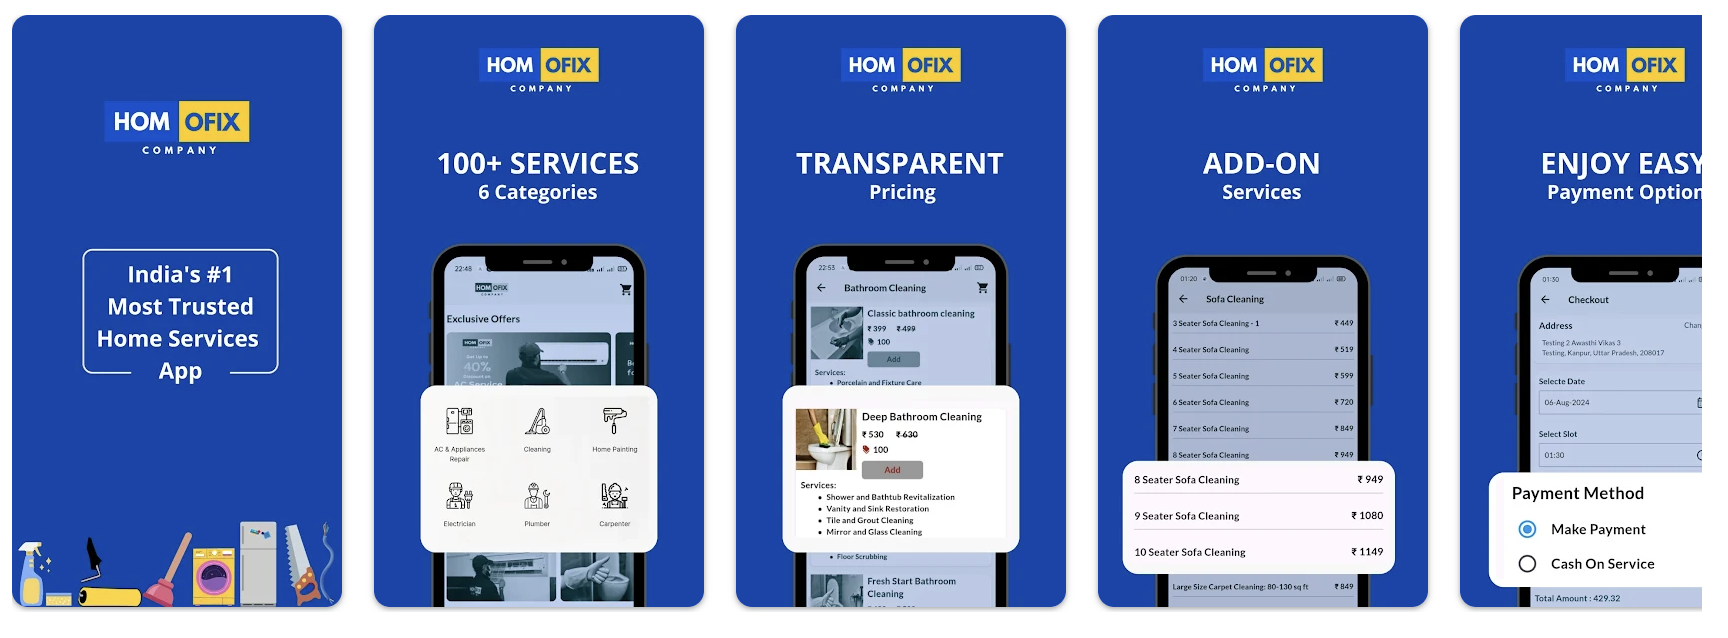 HOM OFIX
COMPANY
India's #1
Most Trusted
Home Services
App
HOM OFIX
COMPANY
100+ SERVICES
6 Categories
22:48
HOM OFIX
COMPANY
Exclusive Offers
HOM OFIX
Get Up to
40%
AC Service
AC & Appliances
Repair
Cleaning
Home Painting
Electrician
Plumber
Carpenter
HOM OFIX
COMPANY
TRANSPARENT
Pricing
22:53
Bathroom Cleaning
Classic bathroom cleaning
₹ 399 ₹ 499
100
Add
Services:
• Porcelain and Fixture Care
Deep Bathroom Cleaning
₹ 530 ₹ 630
100
Add
Services:
• Shower and Bathtub Revitalization
• Vanity and Sink Restoration
• Tile and Grout Cleaning
• Mirror and Glass Cleaning
• Floor Scrubbing
Fresh Start Bathroom
Cleaning
HOM OFIX
COMPANY
ADD-ON
Services
01:20
Sofa Cleaning
3 Seater Sofa Cleaning - 1 ₹ 449
4 Seater Sofa Cleaning ₹ 519
5 Seater Sofa Cleaning ₹ 599
6 Seater Sofa Cleaning ₹ 720
7 Seater Sofa Cleaning ₹ 849
8 Seater Sofa Cleaning ₹ 949
8 Seater Sofa Cleaning ₹ 949
9 Seater Sofa Cleaning ₹ 1080
10 Seater Sofa Cleaning ₹ 1149
Large Size Carpet Cleaning: 80-130 sq ft ₹ 849
HOM OFIX
COMPANY
ENJOY EASY
Payment Option
01:30
Checkout
Address Chan
Testing 2 Awasthi Vikas 3
Testing, Kanpur, Uttar Pradesh, 208017
Selecte Date
06-Aug-2024
Select Slot
01:30
Payment Method
Make Payment
Cash On Service
Total Amount : 429.32